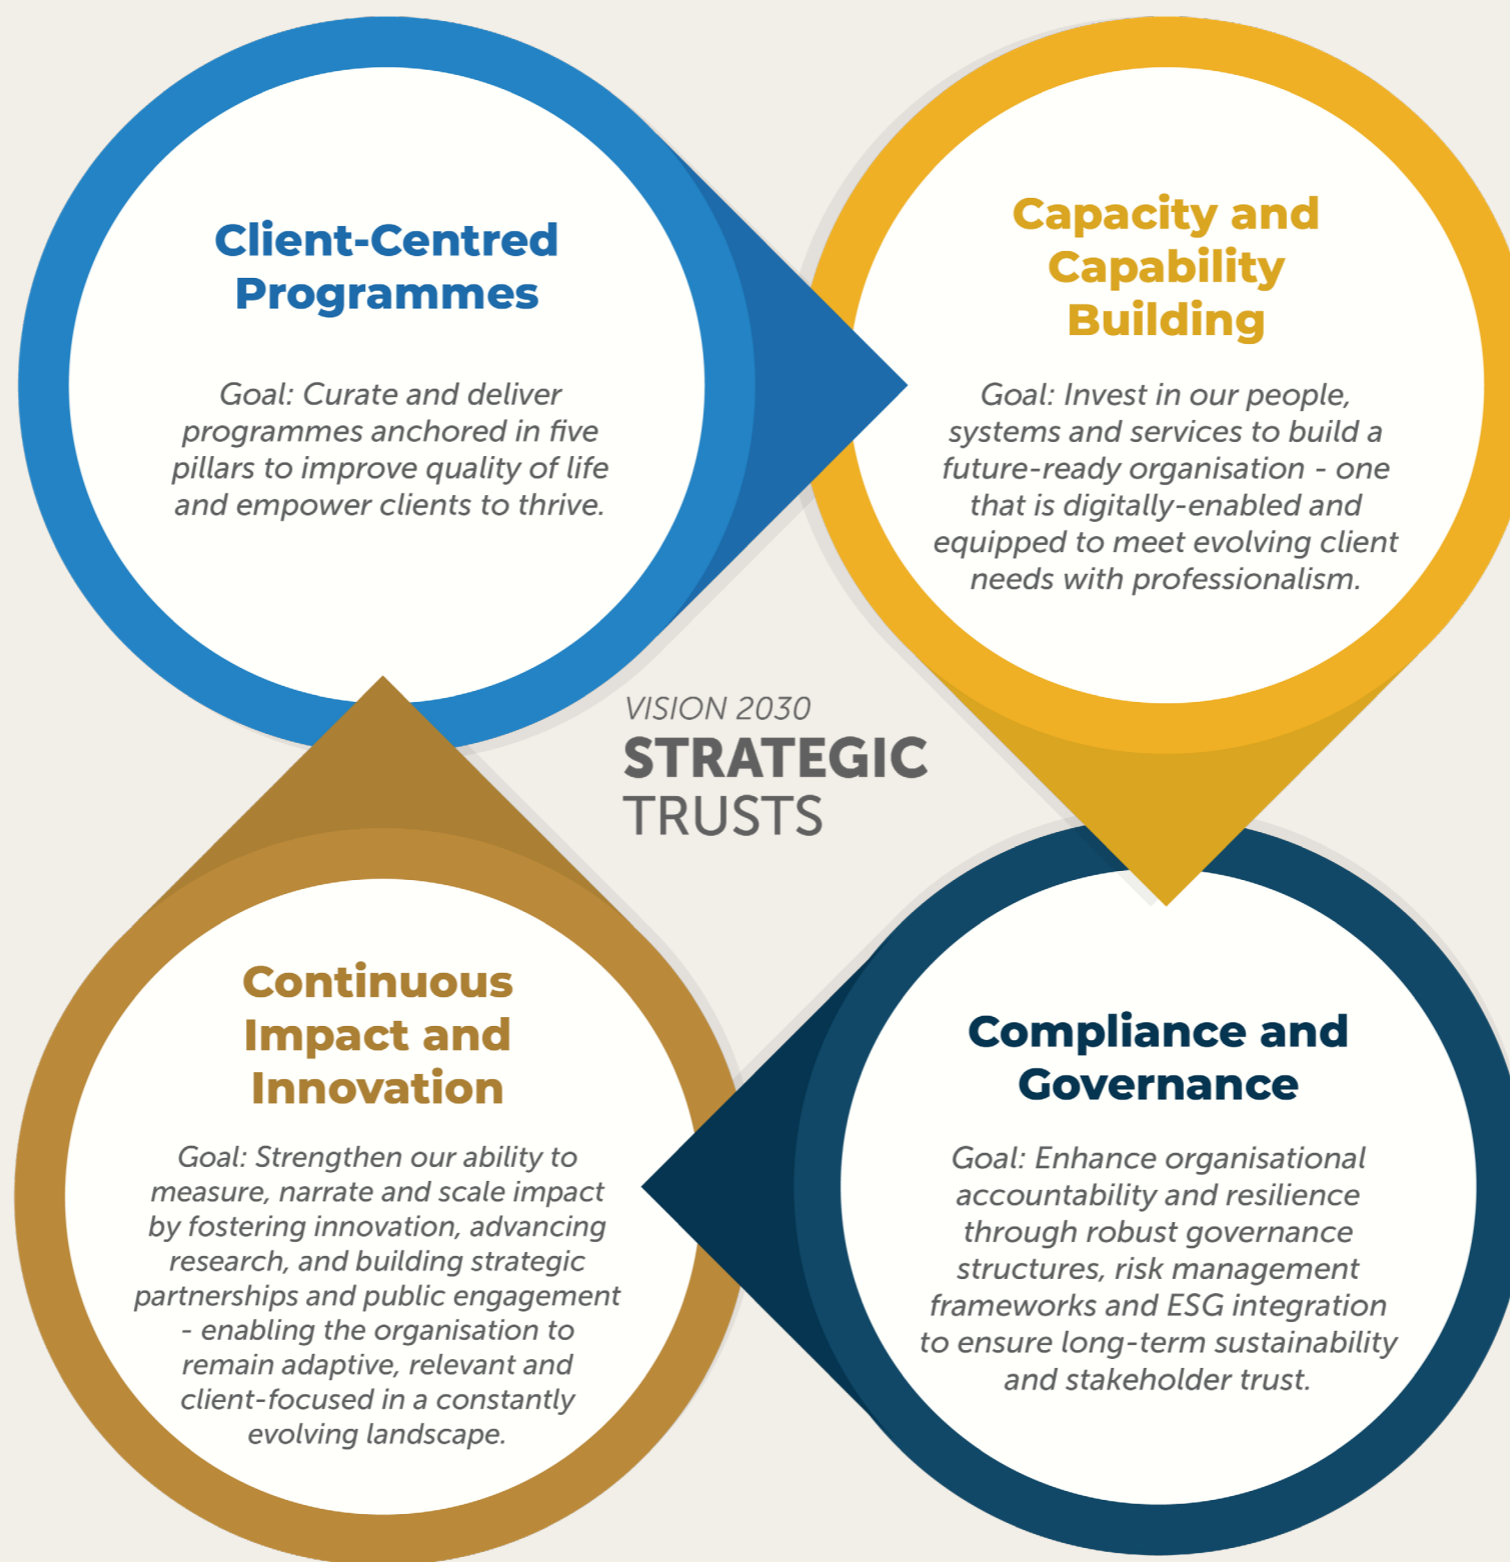 Client-Centred
Programmes
Goal: Curate and deliver
programmes anchored in five
pillars to improve quality of life
and empower clients to thrive.
Capacity and
Capability
Building
Goal: Invest in our people,
systems and services to build a
future-ready organisation - one
that is digitally-enabled and
equipped to meet evolving client
needs with professionalism.
VISION 2030
STRATEGIC
TRUSTS
Continuous
Impact and
Innovation
Goal: Strengthen our ability to
measure, narrate and scale impact
by fostering innovation, advancing
research, and building strategic
partnerships and public engagement
- enabling the organisation to
remain adaptive, relevant and
client-focused in a constantly
evolving landscape.
Compliance and
Governance
Goal: Enhance organisational
accountability and resilience
through robust governance
structures, risk management
frameworks and ESG integration
to ensure long-term sustainability
and stakeholder trust.